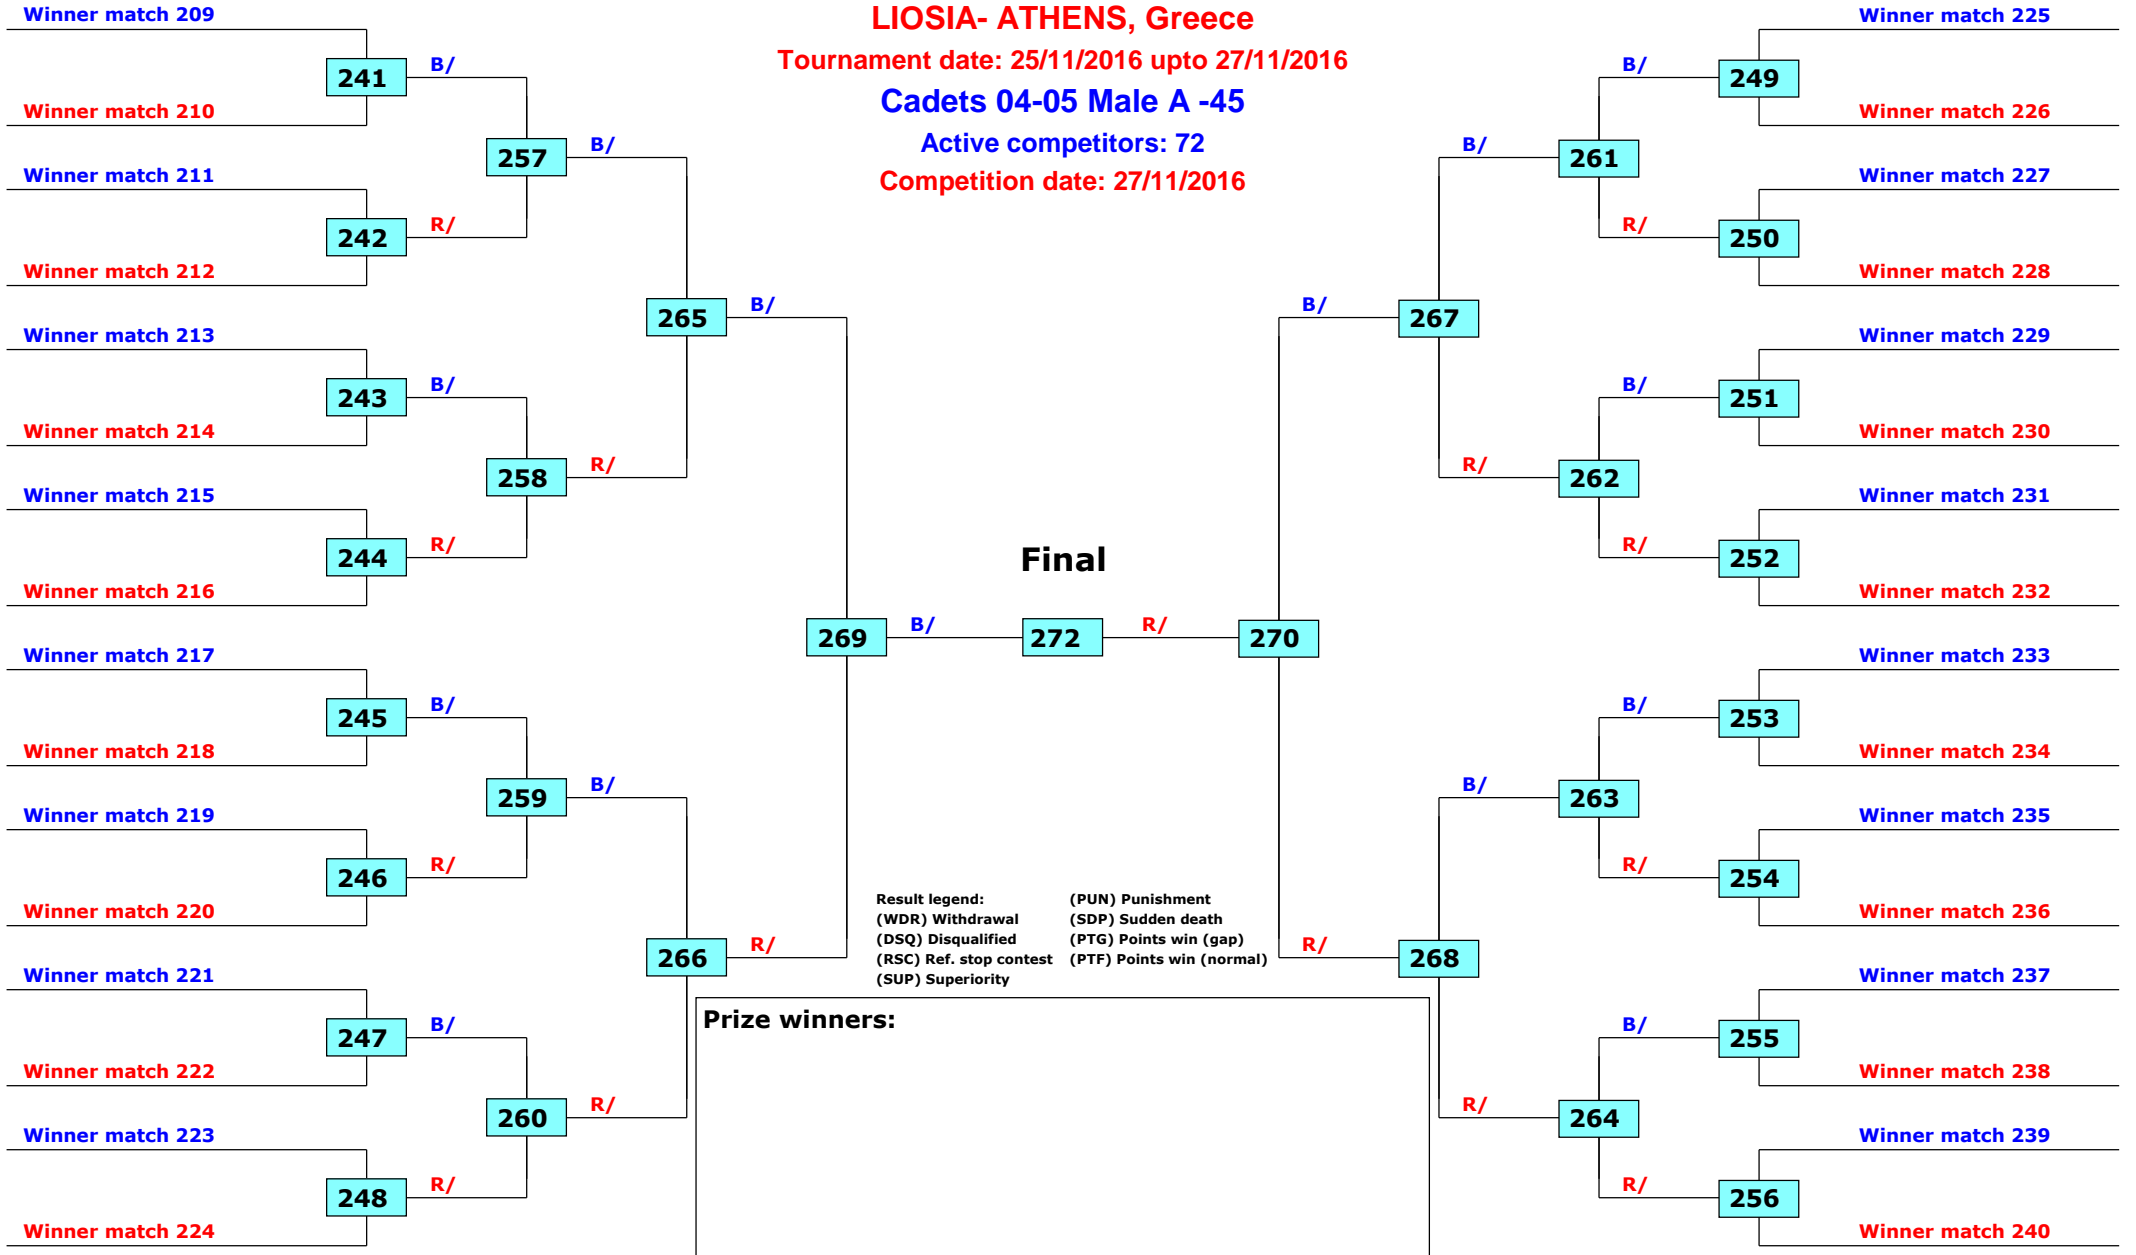 LIOSIA- ATHENS, Greece
Tournament date: 25/11/2016 upto 27/11/2016
Cadets 04-05 Male A -45
Active competitors: 72
Competition date: 27/11/2016
Winner match 209
241
B/
Winner match 210
257
B/
Winner match 211
242
R/
Winner match 212
265
B/
Winner match 213
243
B/
Winner match 214
258
R/
Winner match 215
244
R/
Winner match 216
269
B/
Winner match 217
245
B/
Winner match 218
259
B/
Winner match 219
246
R/
Winner match 220
266
R/
Winner match 221
247
B/
Winner match 222
260
R/
Winner match 223
248
R/
Winner match 224
Final
272
Winner match 225
B/
249
Winner match 226
B/
261
Winner match 227
R/
250
Winner match 228
B/
267
Winner match 229
B/
251
Winner match 230
R/
262
Winner match 231
R/
252
Winner match 232
R/
270
Winner match 233
B/
253
Winner match 234
B/
263
Winner match 235
R/
254
Winner match 236
R/
268
Winner match 237
B/
255
Winner match 238
R/
264
Winner match 239
R/
256
Winner match 240
Result legend:
(WDR) Withdrawal
(DSQ) Disqualified
(RSC) Ref. stop contest
(SUP) Superiority
(PUN) Punishment
(SDP) Sudden death
(PTG) Points win (gap)
(PTF) Points win (normal)
Prize winners: